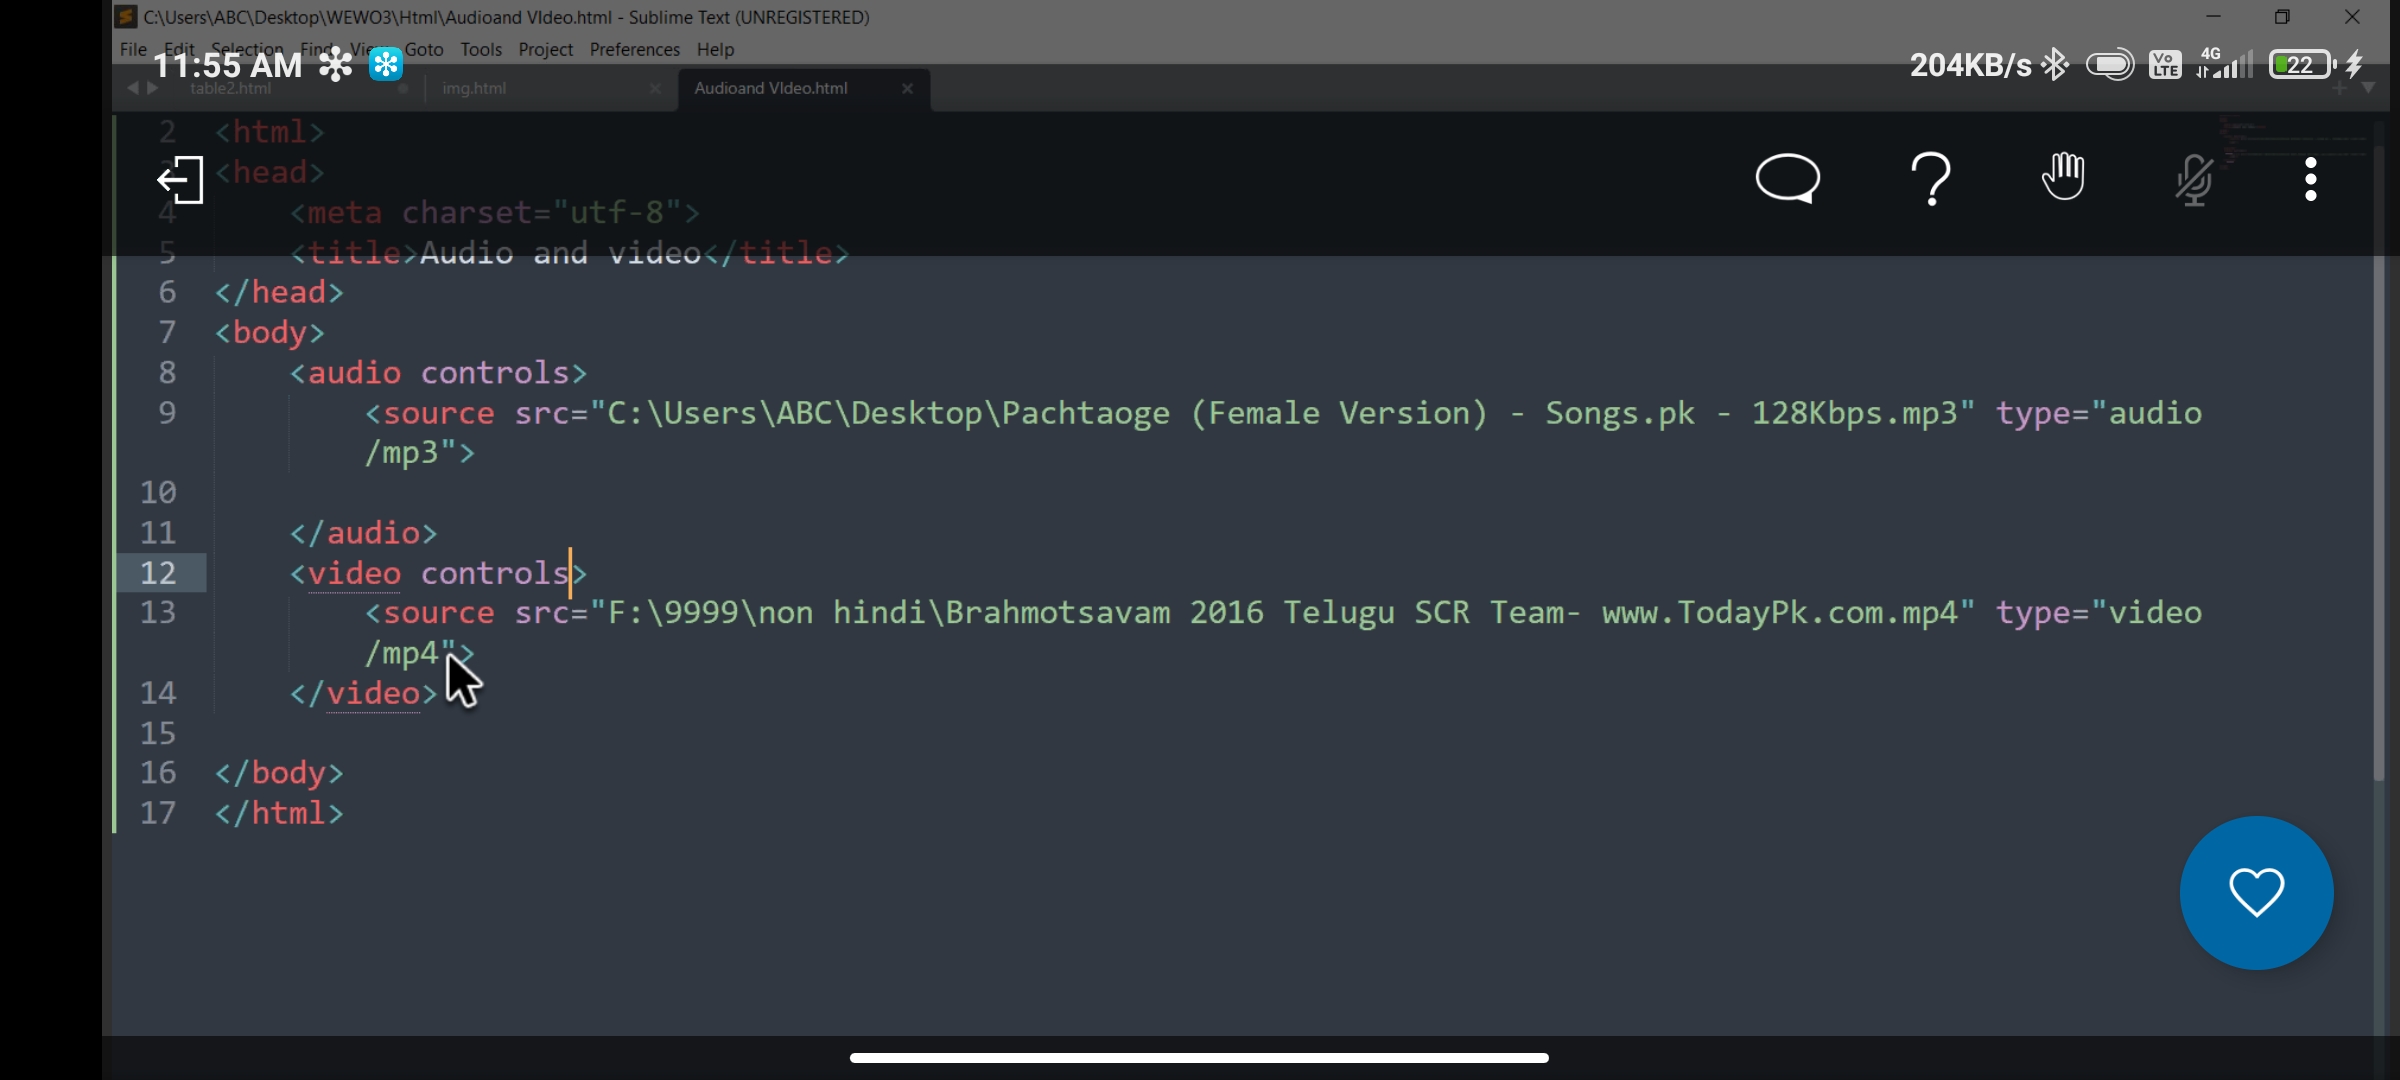 C:\Users\ABC\Desktop\WEWO3\Html\Audioand VIdeo.html - Sublime Text (UNREGISTERED)
File Edit Selection Find View Goto Tools Project Preferences Help
11:55 AM 204KB/s Vo LTE 4G 22
table2.html img.html Audioand VIdeo.html
2 <html>
3 <head>
4 <meta charset="utf-8">
5 <title>Audio and video</title>
6 </head>
7 <body>
8 <audio controls>
9 <source src="C:\Users\ABC\Desktop\Pachtaoge (Female Version) - Songs.pk - 128Kbps.mp3" type="audio
/mp3">
10
11 </audio>
12 <video controls>
13 <source src="F:\9999\non hindi\Brahmotsavam 2016 Telugu SCR Team- www.TodayPk.com.mp4" type="video
/mp4">
14 </video>
15
16 </body>
17 </html>